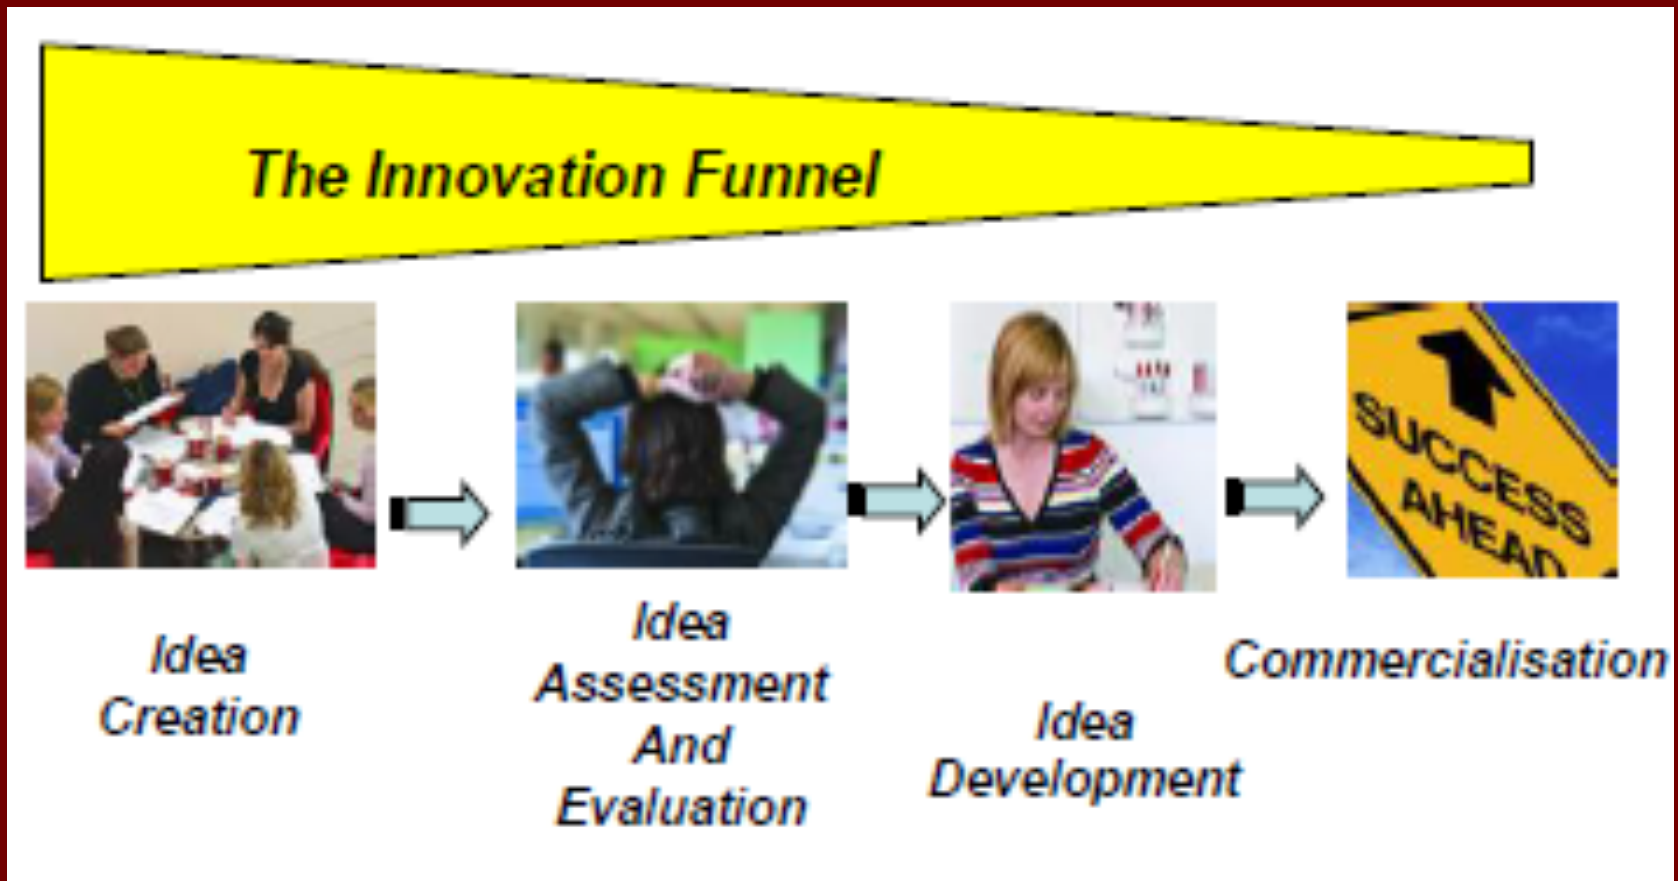 The Innovation Funnel
SUCCESS
AHEAD
Idea
Creation
Idea
Assessment
And
Evaluation
Idea
Development
Commercialisation